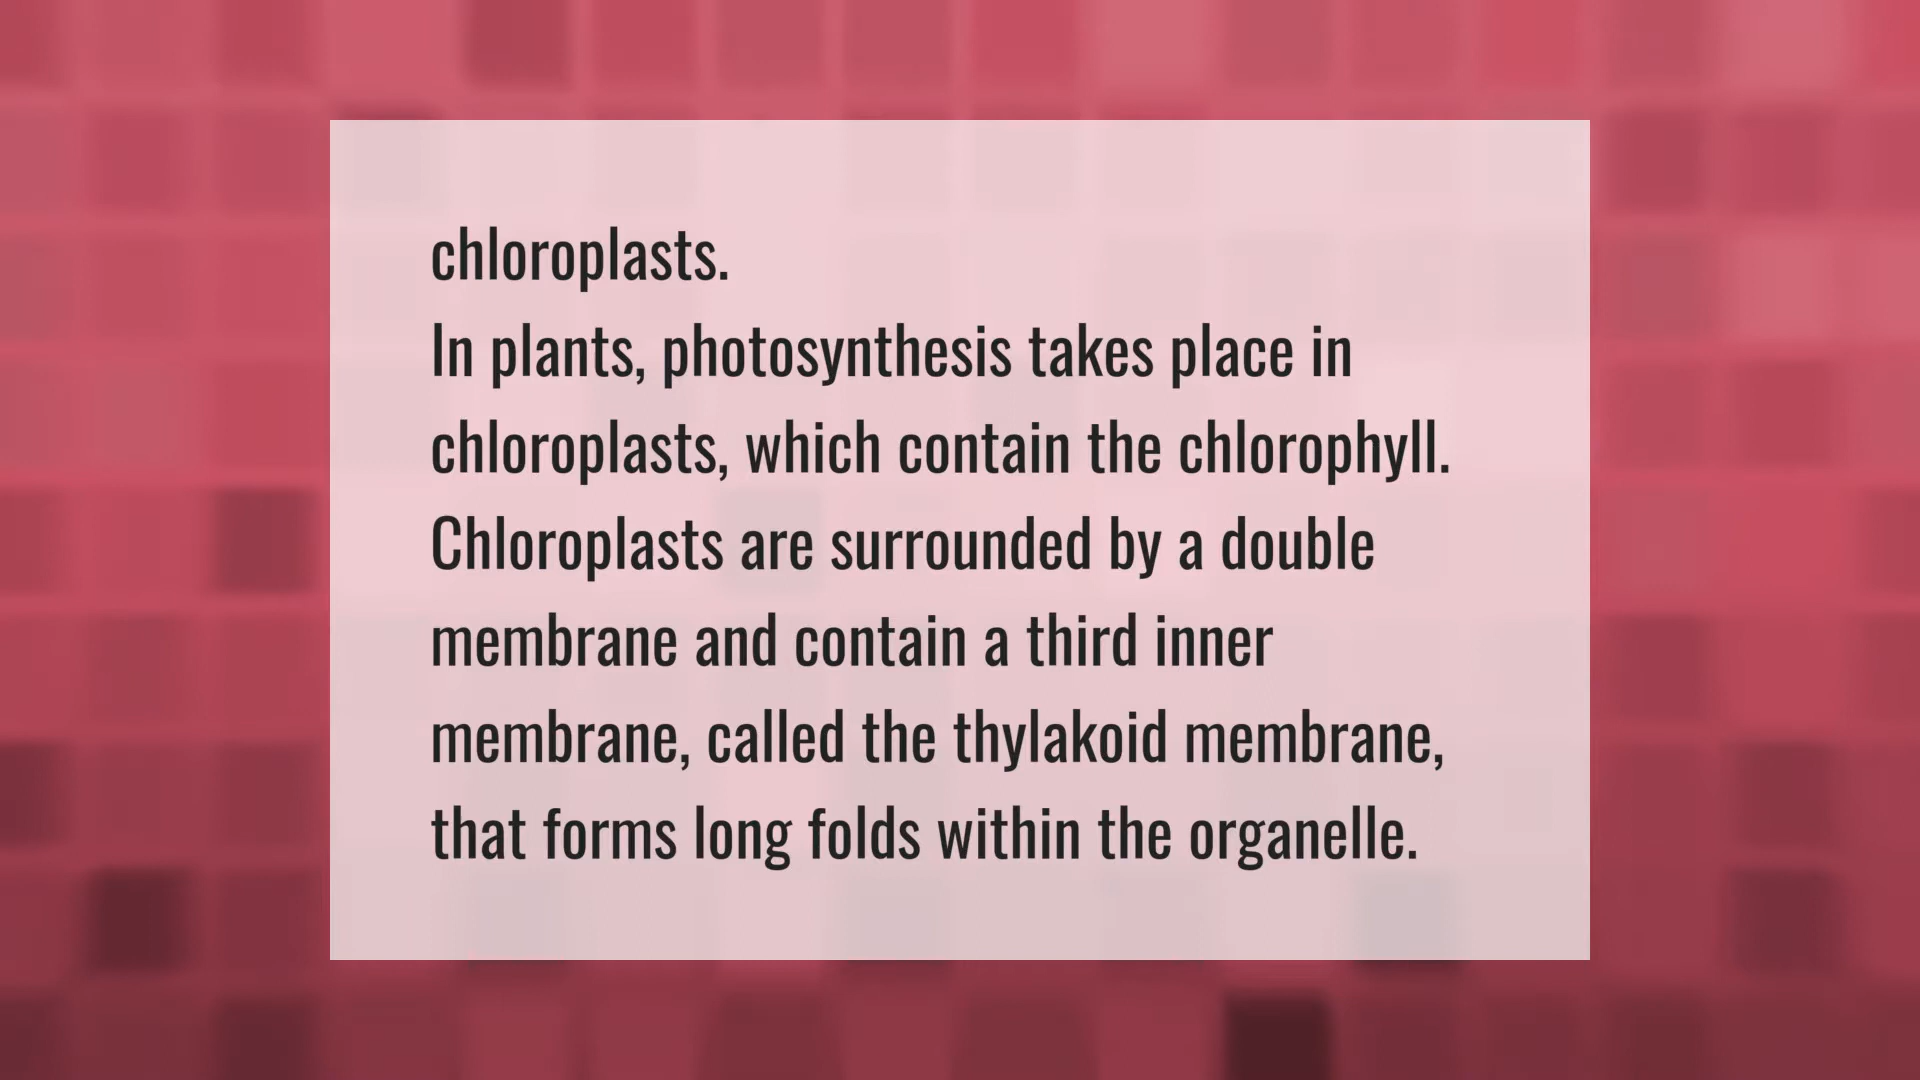 chloroplasts.
In plants, photosynthesis takes place in
chloroplasts, which contain the chlorophyll.
Chloroplasts are surrounded by a double
membrane and contain a third inner
membrane, called the thylakoid membrane,
that forms long folds within the organelle.